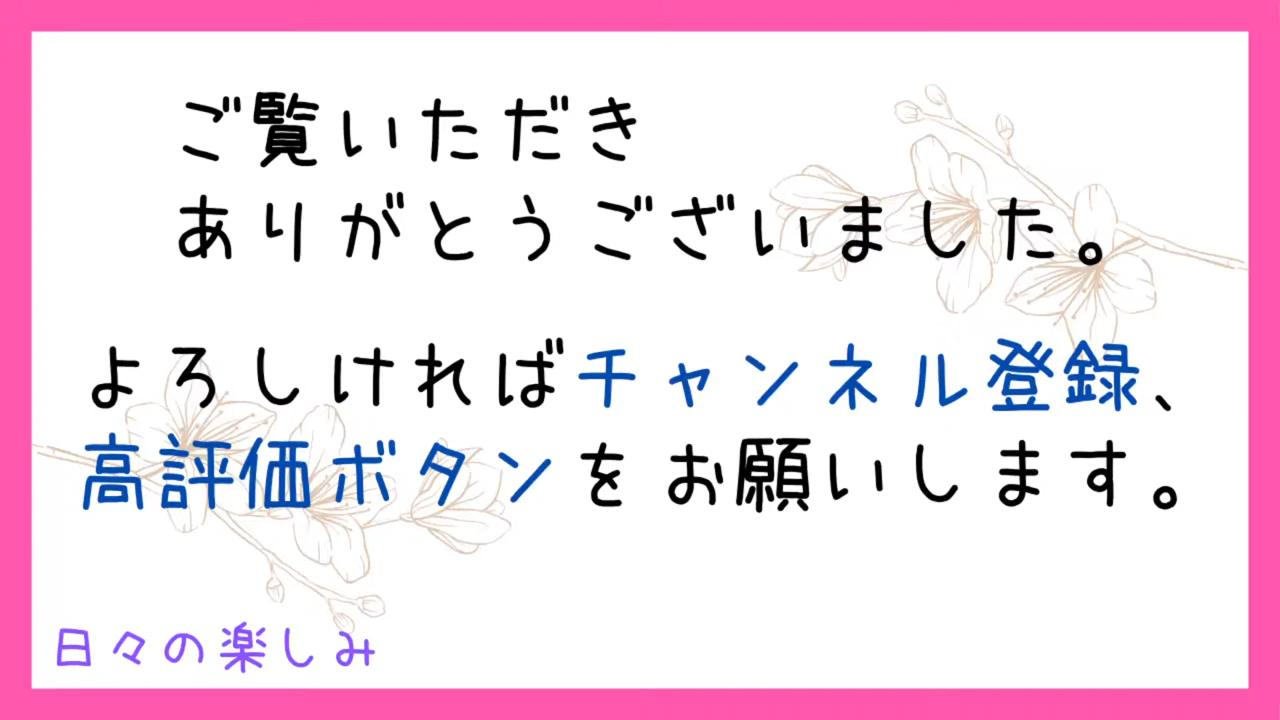 ご覧いただき
ありがとうございました。
よろしければチャンネル登録、
高評価ボタンをお願いします。
日々の楽しみ